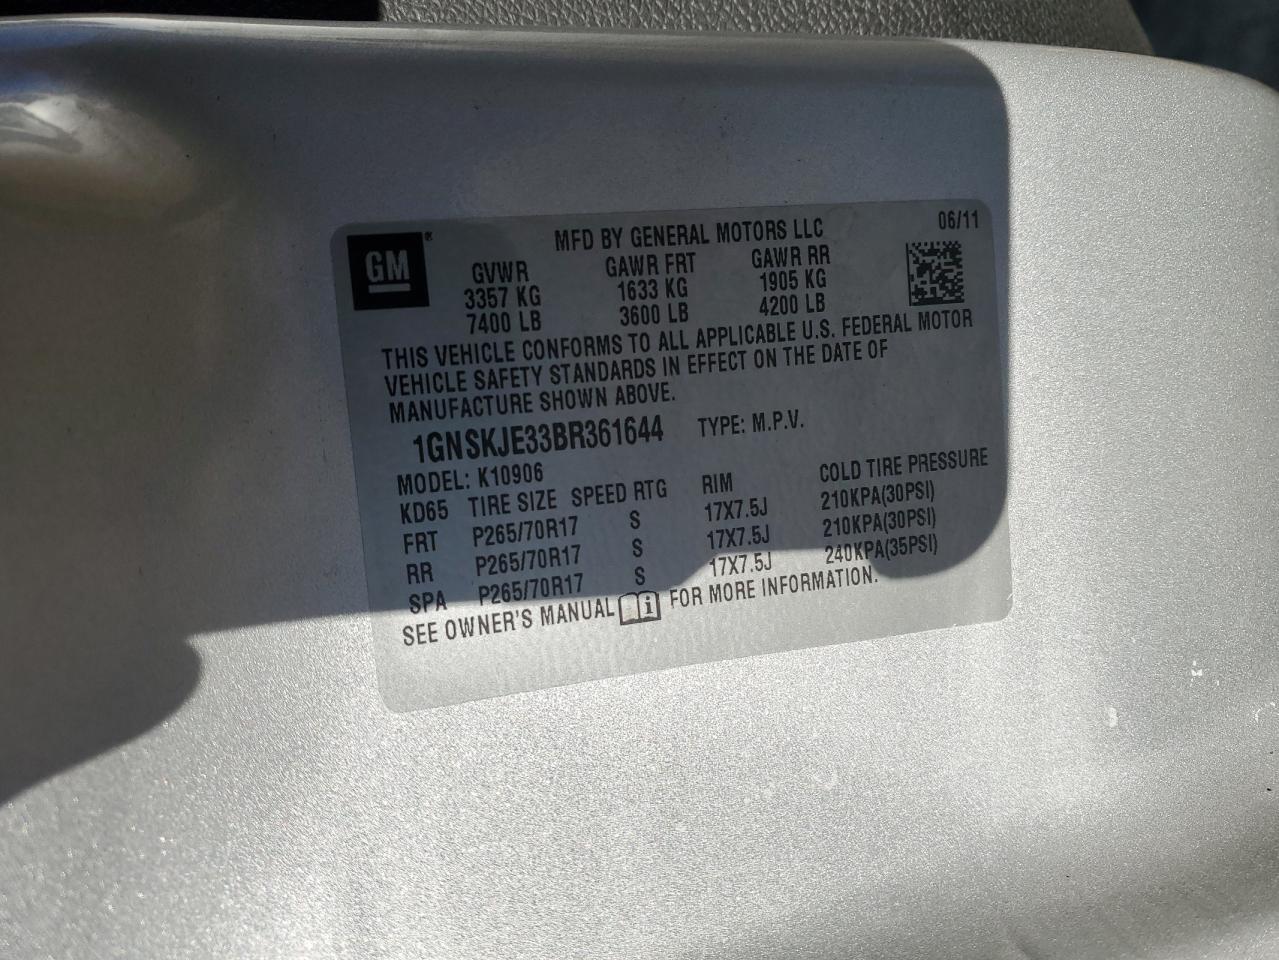 GM®
MFD BY GENERAL MOTORS LLC 06/11
GVWR GAWR FRT GAWR RR
3357 KG 1633 KG 1905 KG
7400 LB 3600 LB 4200 LB
THIS VEHICLE CONFORMS TO ALL APPLICABLE U.S. FEDERAL MOTOR
VEHICLE SAFETY STANDARDS IN EFFECT ON THE DATE OF
MANUFACTURE SHOWN ABOVE.
1GNSKJE33BR361644 TYPE: M.P.V.
MODEL: K10906
KD65 TIRE SIZE SPEED RTG RIM COLD TIRE PRESSURE
FRT P265/70R17 S 17X7.5J 210KPA(30PSI)
RR P265/70R17 S 17X7.5J 210KPA(30PSI)
SPA P265/70R17 S 17X7.5J 240KPA(35PSI)
SEE OWNER'S MANUAL i FOR MORE INFORMATION.